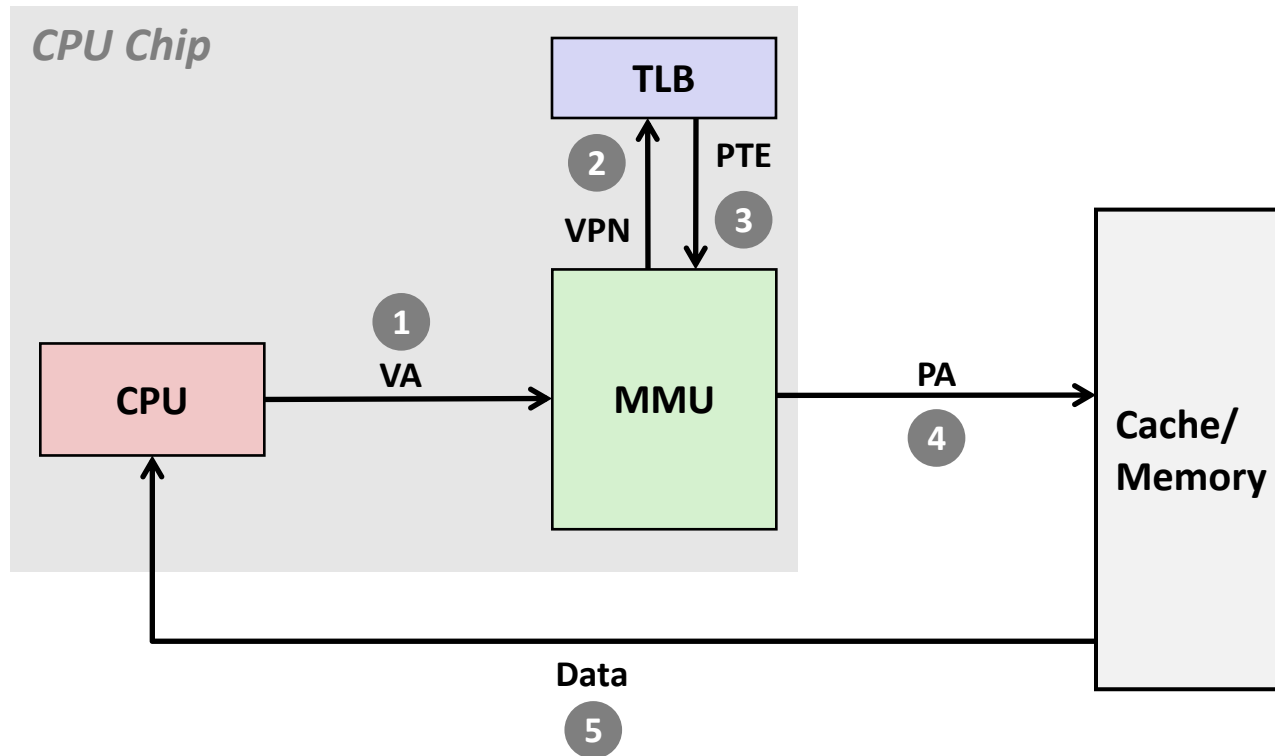 CPU Chip
TLB
2
PTE
3
VPN
1
VA
CPU
MMU
PA
4
Cache/
Memory
Data
5